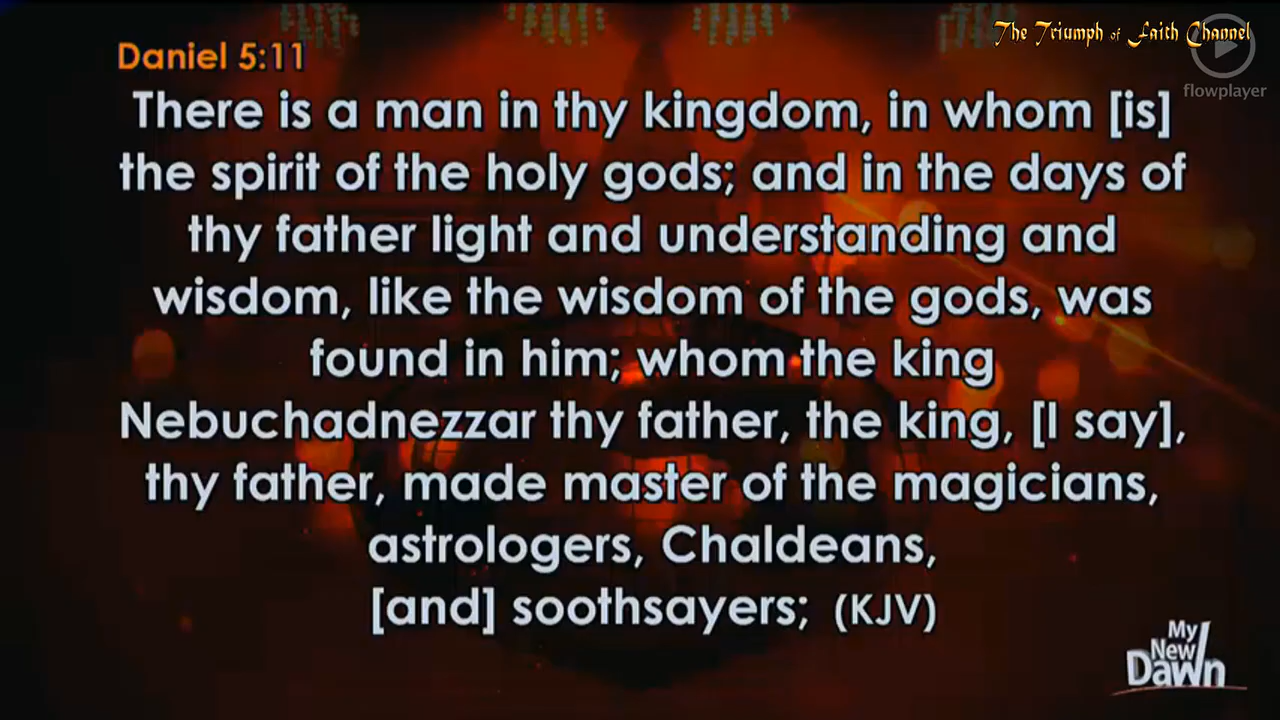 The Triumph of Faith Channel
flowplayer
Daniel 5:11
There is a man in thy kingdom, in whom [is]
the spirit of the holy gods; and in the days of
thy father light and understanding and
wisdom, like the wisdom of the gods, was
found in him; whom the king
Nebuchadnezzar thy father, the king, [I say],
thy father, made master of the magicians,
astrologers, Chaldeans,
[and] soothsayers; (KJV)
My
New
Dawn